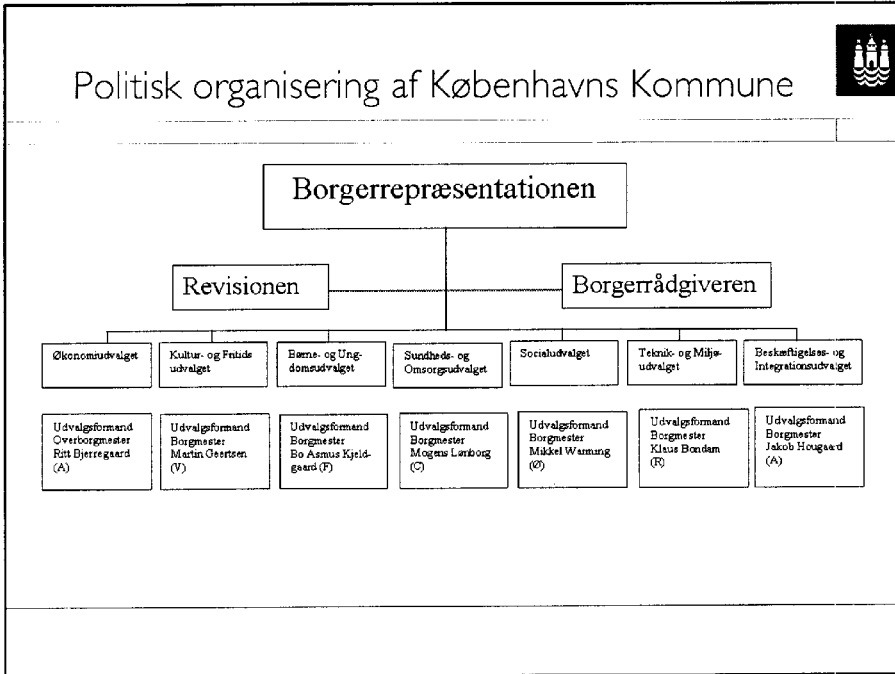 Politisk organisering af Københavns Kommune
Borgerrepræsentationen
Revisionen
Borgerrådgiveren
Økonomiudvalget
Kultur- og Fritids
udvalget
Børne- og Ung-
domsudvalget
Sundheds- og
Omsorgsudvalget
Socialudvalget
Teknik- og Miljø-
udvalget
Beskæftigelses- og
Integrationsudvalget
Udvalgsformand
Overborgmester
Ritt Bjerregaard
(A)
Udvalgsformand
Borgmester
Martin Geertsen
(V)
Udvalgsformand
Borgmester
Bo Asmus Kjeld-
gaard (F)
Udvalgsformand
Borgmester
Mogens Lønborg
(C)
Udvalgsformand
Borgmester
Mikkel Warming
(Ø)
Udvalgsformand
Borgmester
Klaus Bondam
(R)
Udvalgsformand
Borgmester
Jakob Hougaard
(A)